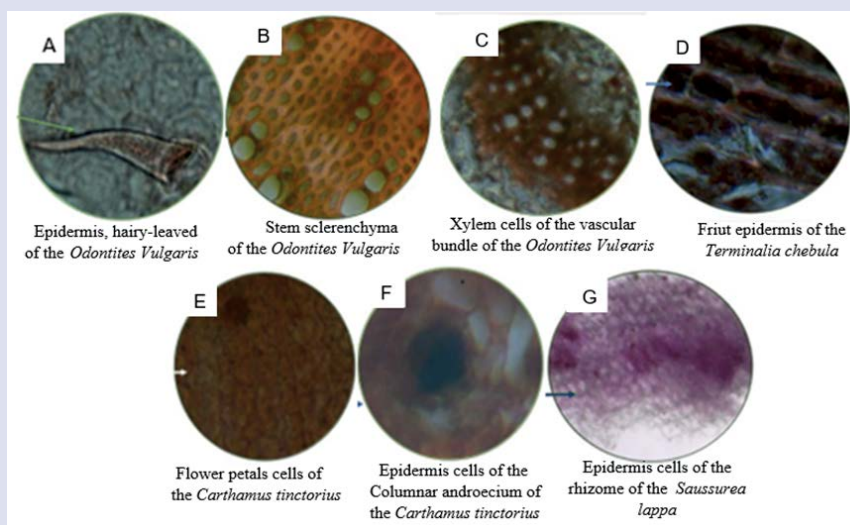 A
B
C
D
Epidermis, hairy-leaved
of the Odontites Vulgaris
Stem sclerenchyma
of the Odontites Vulgaris
Xylem cells of the vascular
bundle of the Odontites Vulgaris
Friut epidermis of the
Terminalia chebula
E
F
G
Flower petals cells of
the Carthamus tinctorius
Epidermis cells of the
Columnar androecium of
the Carthamus tinctorius
Epidermis cells of the
rhizome of the Saussurea
lappa